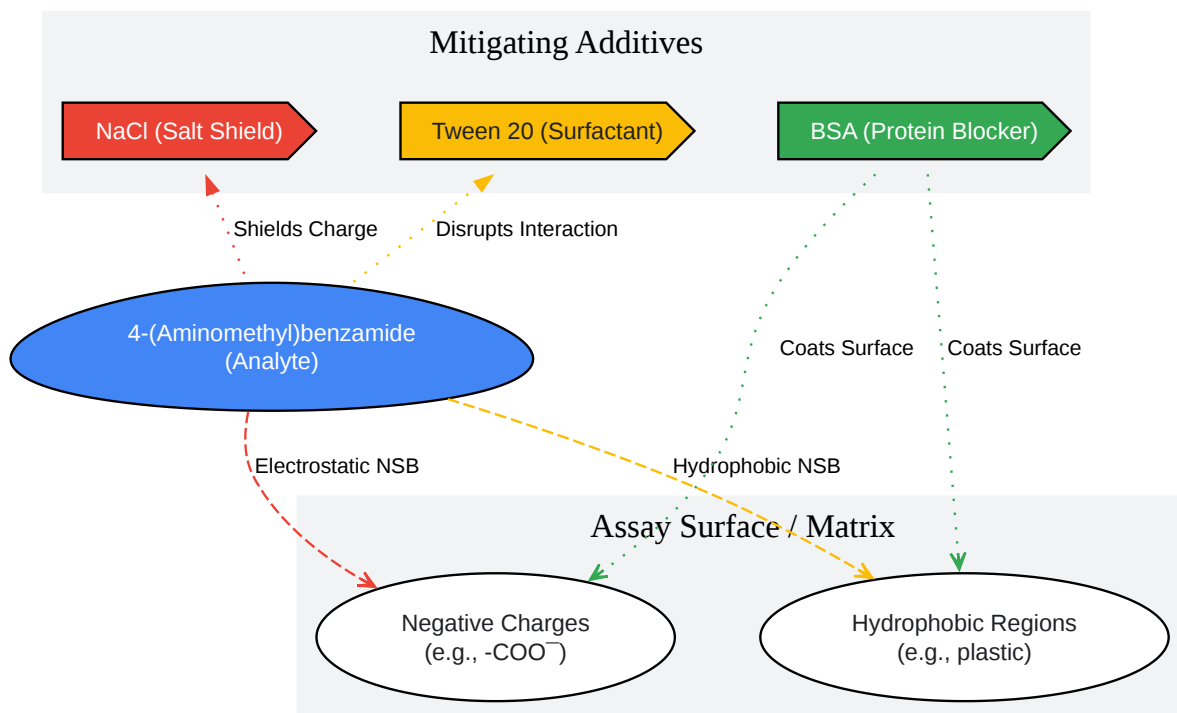 Mitigating Additives
NaCl (Salt Shield)
Tween 20 (Surfactant)
BSA (Protein Blocker)
Shields Charge
Disrupts Interaction
4-(Aminomethyl)benzamide
(Analyte)
Coats Surface
Coats Surface
Electrostatic NSB
Hydrophobic NSB
Assay Surface / Matrix
Negative Charges
(e.g., -COO¯)
Hydrophobic Regions
(e.g., plastic)